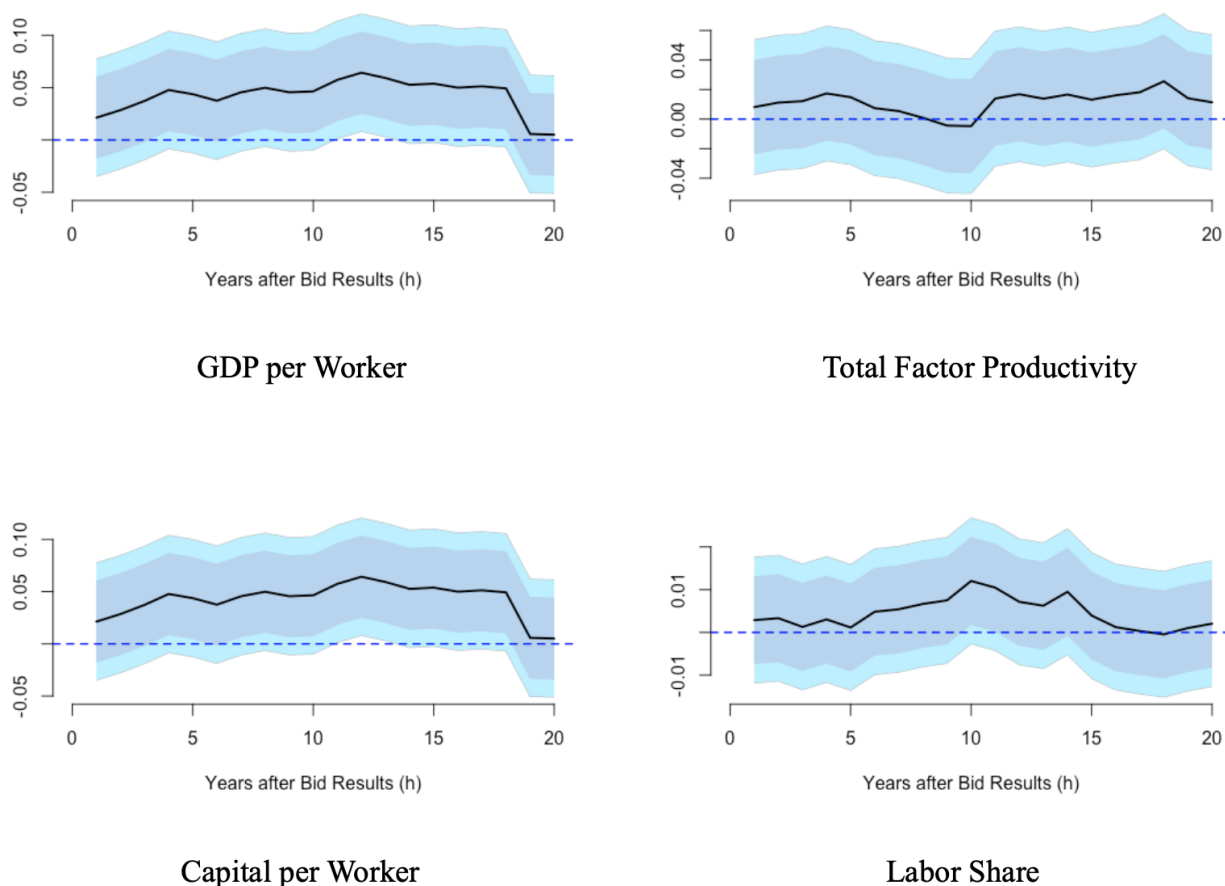 0.10
0.05
-0.05
0 5 10 15 20
Years after Bid Results (h)
GDP per Worker
0.04
0.00
-0.04
0 5 10 15 20
Years after Bid Results (h)
Total Factor Productivity
0.10
0.05
-0.05
0 5 10 15 20
Years after Bid Results (h)
Capital per Worker
0.01
-0.01
0 5 10 15 20
Years after Bid Results (h)
Labor Share